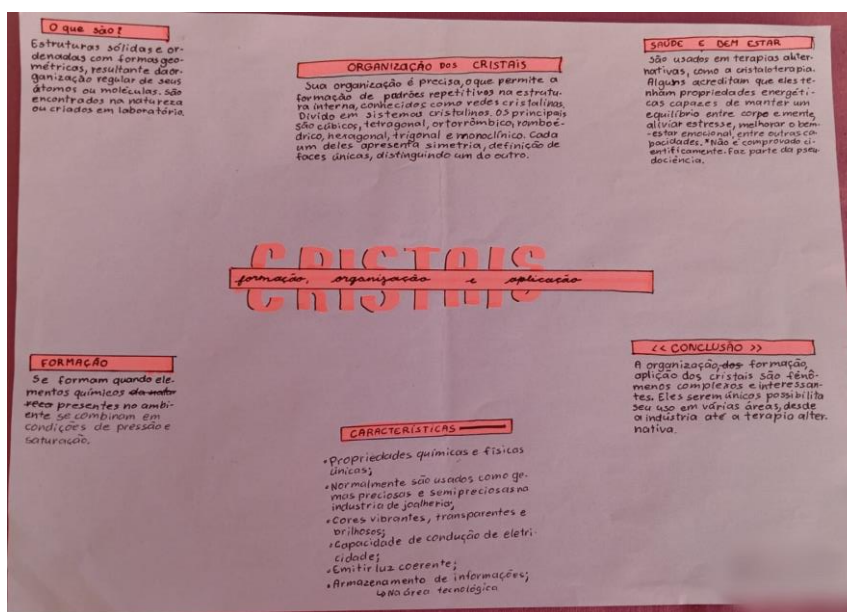 O que são?
Estruturas sólidas e or-
denadas com formas geo-
métricas, resultante da or-
ganização regular de seus
átomos ou moléculas. São
encontrados na natureza
ou criados em laboratório.
ORGANIZAÇÃO DOS CRISTAIS
Sua organização é precisa, o que permite a
formação de padrões repetitivos na estrutu-
ra interna, conhecidos como redes cristalinas.
Divido em sistemas cristalinos. OS principais
são cúbicos, tetragonal, ortorrômbico, romboé-
drico, hexagonal, trigonal e monoclínico. Cada
um deles apresenta simetria, definição de
faces únicas, distinguindo um do outro.
SAÚDE E BEM ESTAR
São usados em terapias alter-
nativas, como a cristaloterapia.
Alguns acreditam que eles te-
nham propriedades energéti-
cas capazes de manter um
equilíbrio entre corpo e mente,
aliviar estresse, melhorar o bem-
-estar emocional, entre outras ca-
pacidades. *Não é comprovado ci-
entificamente. Faz parte da pseu-
dociência.
CRISTAIS
formação, organização e aplicação
FORMAÇÃO
Se formam quando ele-
mentos químicos da natu-
reza presentes no ambi-
ente se combinam em
condições de pressão e
saturação.
CARACTERÍSTICAS
•Propriedades químicas e físicas
únicas;
•Normalmente são usados como ge-
mas preciosas e semipreciosas na
industria de joalheria;
•Cores vibrantes, transparentes e
brilhosos;
•Capacidade de condução de eletri-
cidade;
•Emitir luz coerente;
•Armazenamento de informações;
↳Na área tecnológica
<< CONCLUSÃO >>
A organização, dos formação,
aplição dos cristais são fenô-
menos complexos e interessan-
tes. Eles serem únicos possibilita
seu uso em várias áreas, desde
a indústria até a terapia alter-
nativa.